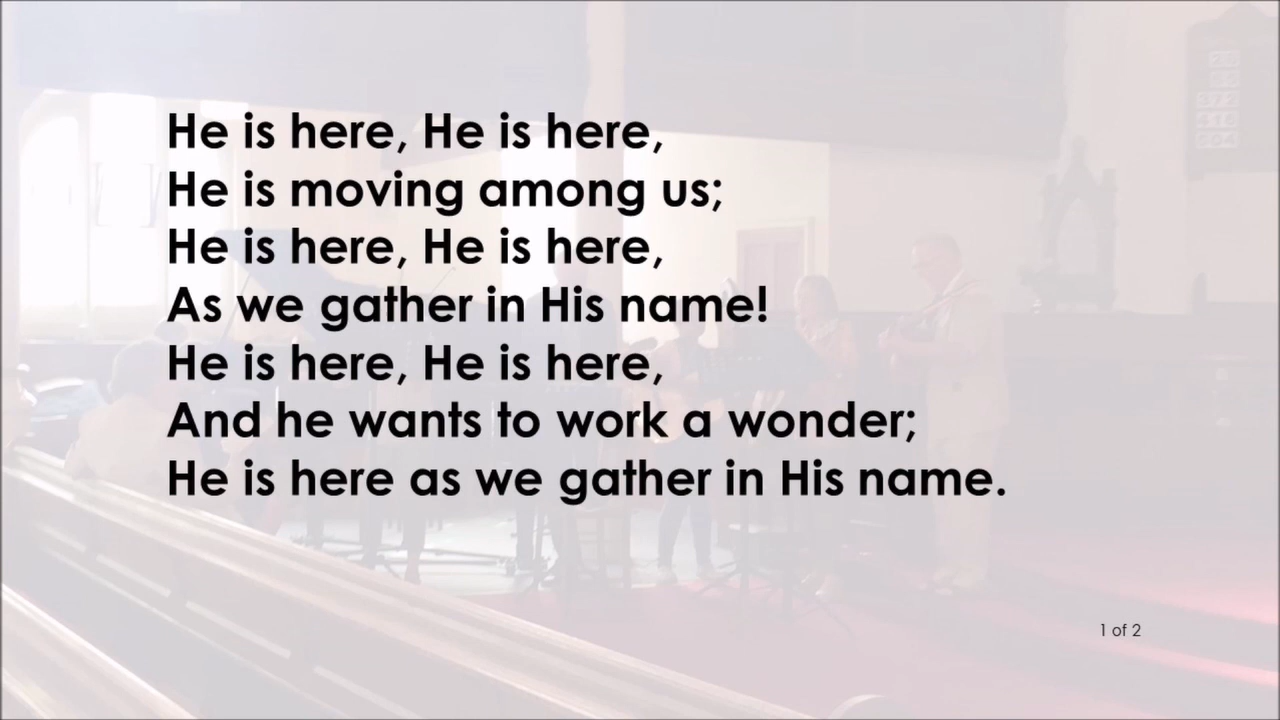 He is here, He is here,
He is moving among us;
He is here, He is here,
As we gather in His name!
He is here, He is here,
And he wants to work a wonder;
He is here as we gather in His name.
1 of 2